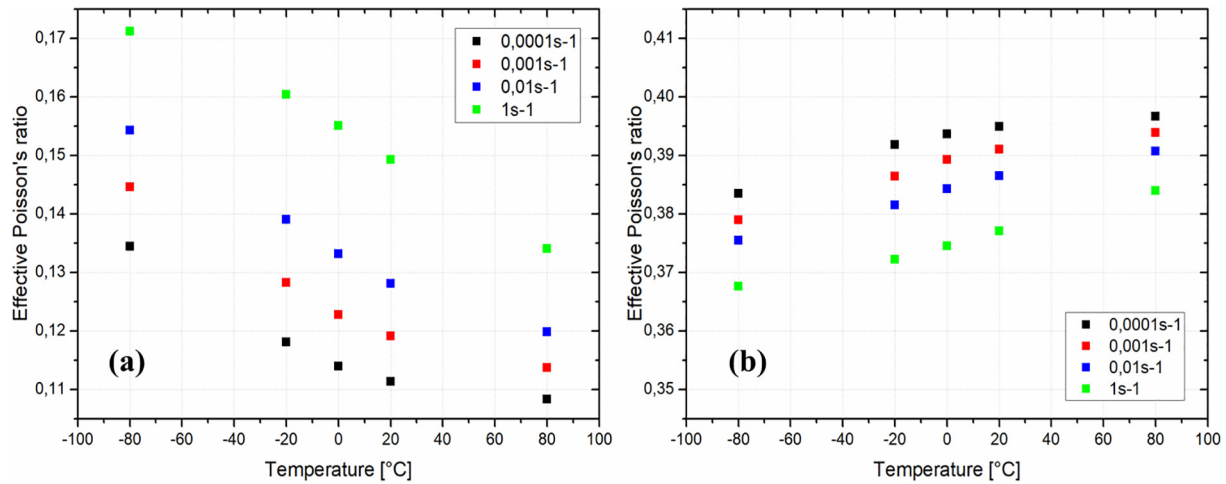 Effective Poisson's ratio
0,17
0,16
0,15
0,14
0,13
0,12
0,11
0,0001s-1
0,001s-1
0,01s-1
1s-1
(a)
-100 -80 -60 -40 -20 0 20 40 60 80 100
Temperature [°C]
Effective Poisson's ratio
0,41
0,40
0,39
0,38
0,37
0,36
0,35
0,0001s-1
0,001s-1
0,01s-1
1s-1
(b)
-100 -80 -60 -40 -20 0 20 40 60 80 100
Temperature [°C]